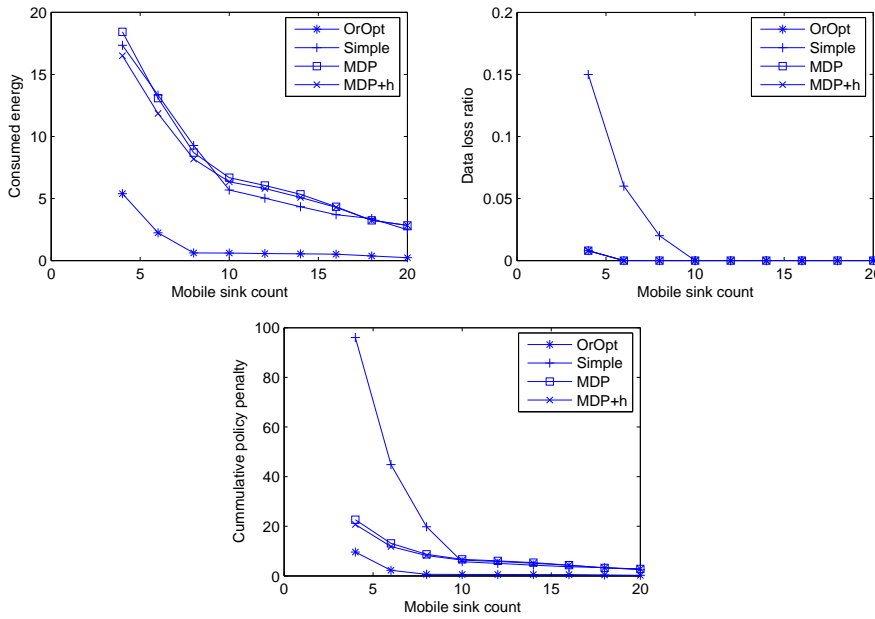 20
15
10
5
0
Consumed energy
0
5
10
15
20
Mobile sink count
OrOpt
Simple
MDP
MDP+h
0.2
0.15
0.1
0.05
0
Data loss ratio
0
5
10
15
20
Mobile sink count
OrOpt
Simple
MDP
MDP+h
100
80
60
40
20
0
Cummulative policy penalty
0
5
10
15
20
Mobile sink count
OrOpt
Simple
MDP
MDP+h